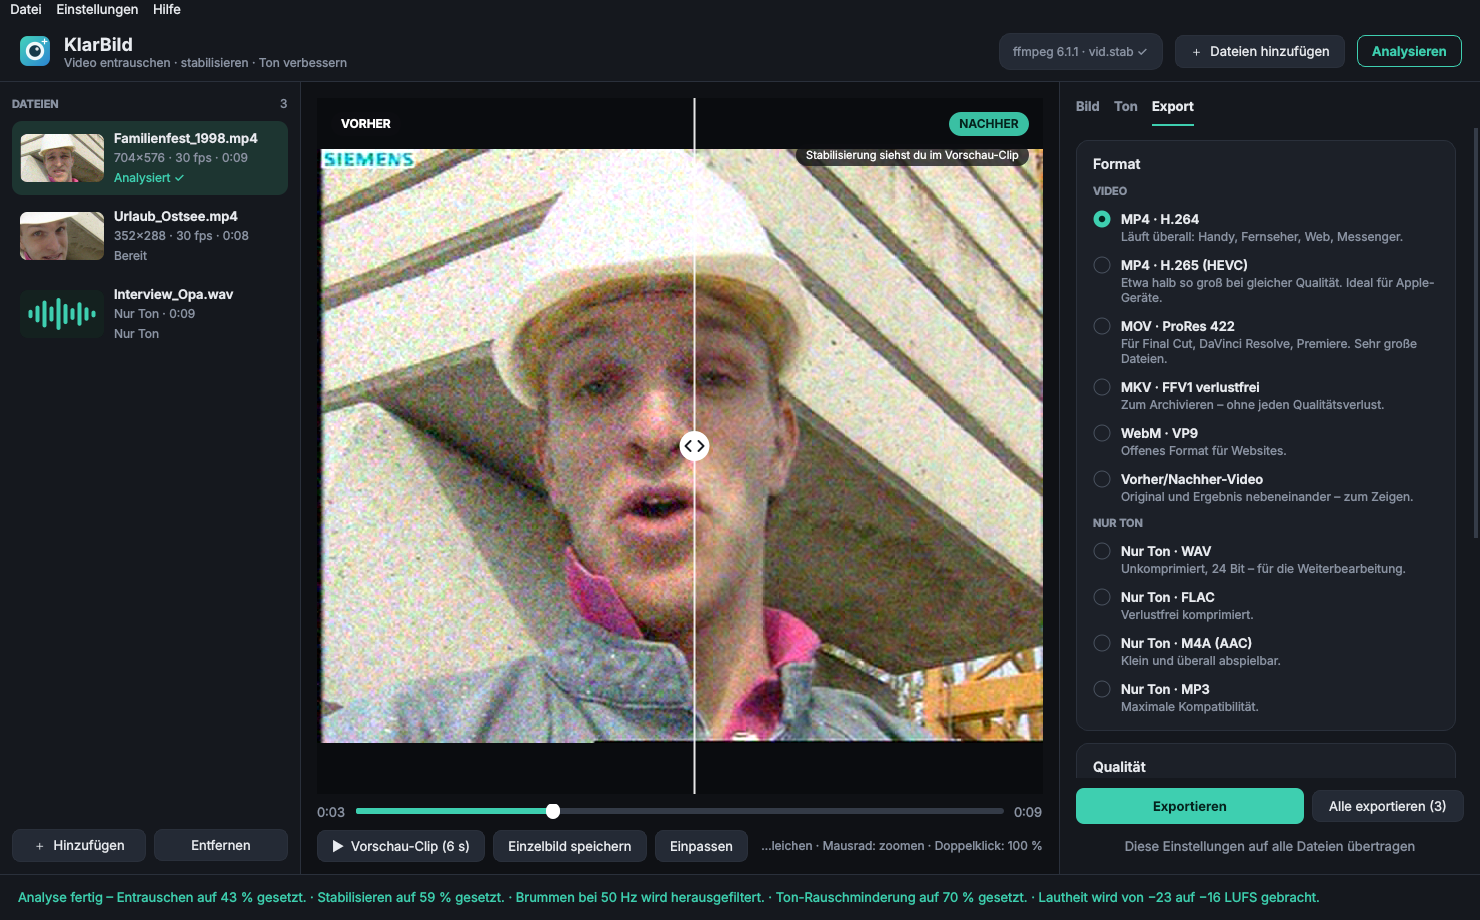 Datei Einstellungen Hilfe
KlarBild
Video entrauschen · stabilisieren · Ton verbessern
ffmpeg 6.1.1 · vid.stab ✓
+ Dateien hinzufügen
Analysieren
DATEIEN 3
Familienfest_1998.mp4
704×576 · 30 fps · 0:09
Analysiert ✓
Urlaub_Ostsee.mp4
352×288 · 30 fps · 0:08
Bereit
Interview_Opa.wav
Nur Ton · 0:09
Nur Ton
+ Hinzufügen
Entfernen
VORHER
NACHHER
SIEMENS
Stabilisierung siehst du im Vorschau-Clip
0:03
0:09
▶ Vorschau-Clip (6 s)
Einzelbild speichern
Einpassen
...leichen · Mausrad: zoomen · Doppelklick: 100 %
Bild Ton Export
Format
VIDEO
MP4 · H.264
Läuft überall: Handy, Fernseher, Web, Messenger.
MP4 · H.265 (HEVC)
Etwa halb so groß bei gleicher Qualität. Ideal für Apple-
Geräte.
MOV · ProRes 422
Für Final Cut, DaVinci Resolve, Premiere. Sehr große
Dateien.
MKV · FFV1 verlustfrei
Zum Archivieren – ohne jeden Qualitätsverlust.
WebM · VP9
Offenes Format für Websites.
Vorher/Nachher-Video
Original und Ergebnis nebeneinander – zum Zeigen.
NUR TON
Nur Ton · WAV
Unkomprimiert, 24 Bit – für die Weiterbearbeitung.
Nur Ton · FLAC
Verlustfrei komprimiert.
Nur Ton · M4A (AAC)
Klein und überall abspielbar.
Nur Ton · MP3
Maximale Kompatibilität.
Qualität
Exportieren
Alle exportieren (3)
Diese Einstellungen auf alle Dateien übertragen
Analyse fertig – Entrauschen auf 43 % gesetzt. · Stabilisieren auf 59 % gesetzt. · Brummen bei 50 Hz wird herausgefiltert. · Ton-Rauschminderung auf 70 % gesetzt. · Lautheit wird von −23 auf −16 LUFS gebracht.